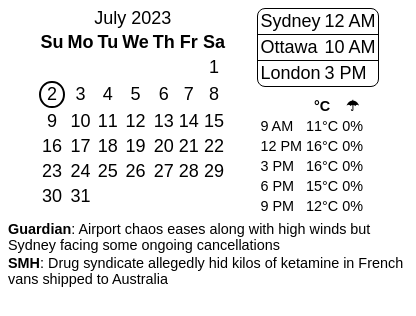 July 2023
Su Mo Tu We Th Fr Sa
1
2 3 4 5 6 7 8
9 10 11 12 13 14 15
16 17 18 19 20 21 22
23 24 25 26 27 28 29
30 31
Sydney 12 AM
Ottawa 10 AM
London 3 PM
°C ☂
9 AM 11°C 0%
12 PM 16°C 0%
3 PM 16°C 0%
6 PM 15°C 0%
9 PM 12°C 0%
Guardian: Airport chaos eases along with high winds but
Sydney facing some ongoing cancellations
SMH: Drug syndicate allegedly hid kilos of ketamine in French
vans shipped to Australia